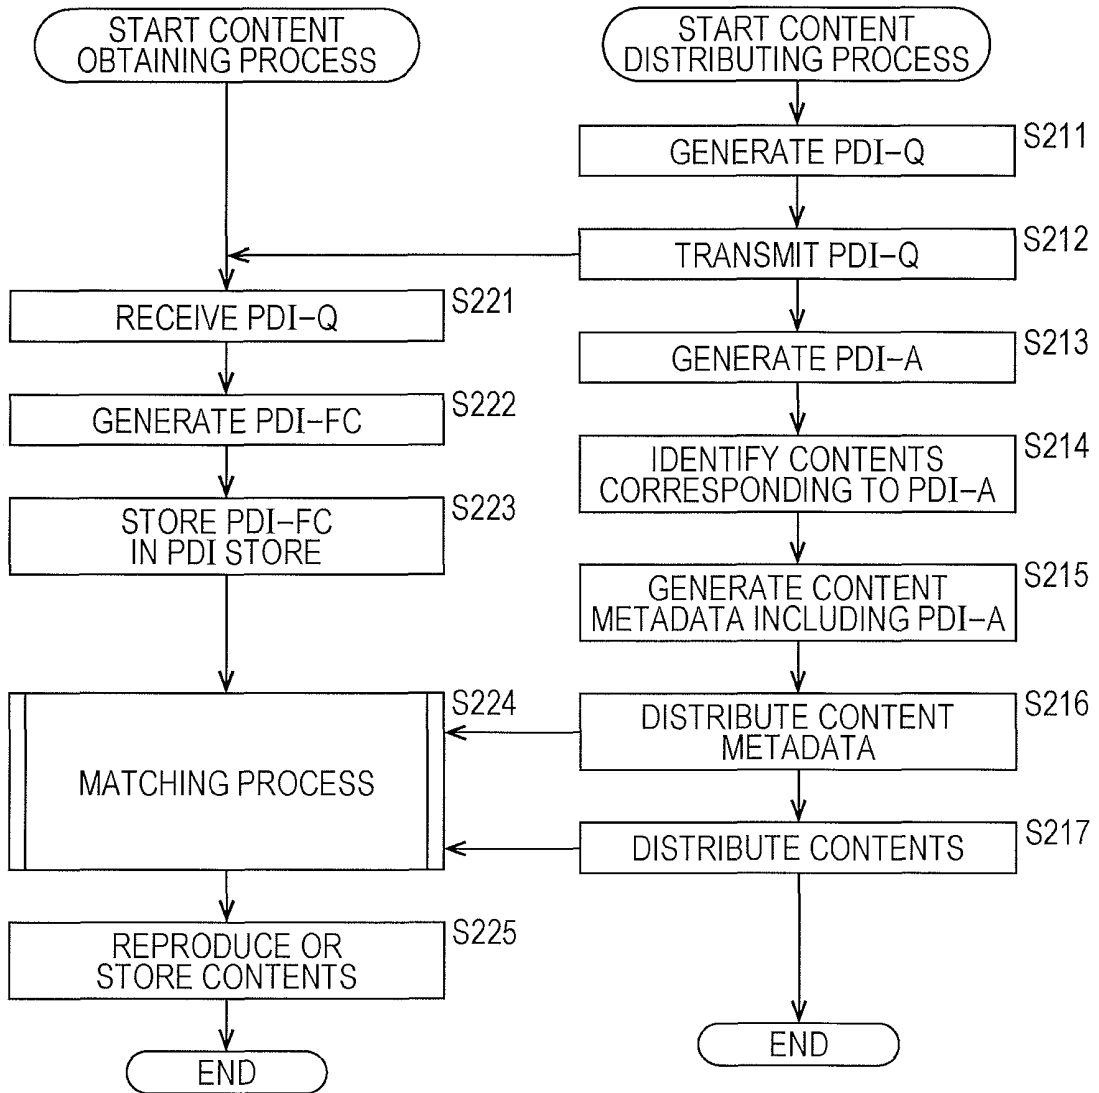 START CONTENT
OBTAINING PROCESS
RECEIVE PDI-Q
S221
GENERATE PDI-FC
S222
STORE PDI-FC
IN PDI STORE
S223
MATCHING PROCESS
S224
REPRODUCE OR
STORE CONTENTS
S225
END
START CONTENT
DISTRIBUTING PROCESS
GENERATE PDI-Q
S211
TRANSMIT PDI-Q
S212
GENERATE PDI-A
S213
IDENTIFY CONTENTS
CORRESPONDING TO PDI-A
S214
GENERATE CONTENT
METADATA INCLUDING PDI-A
S215
DISTRIBUTE CONTENT
METADATA
S216
DISTRIBUTE CONTENTS
S217
END